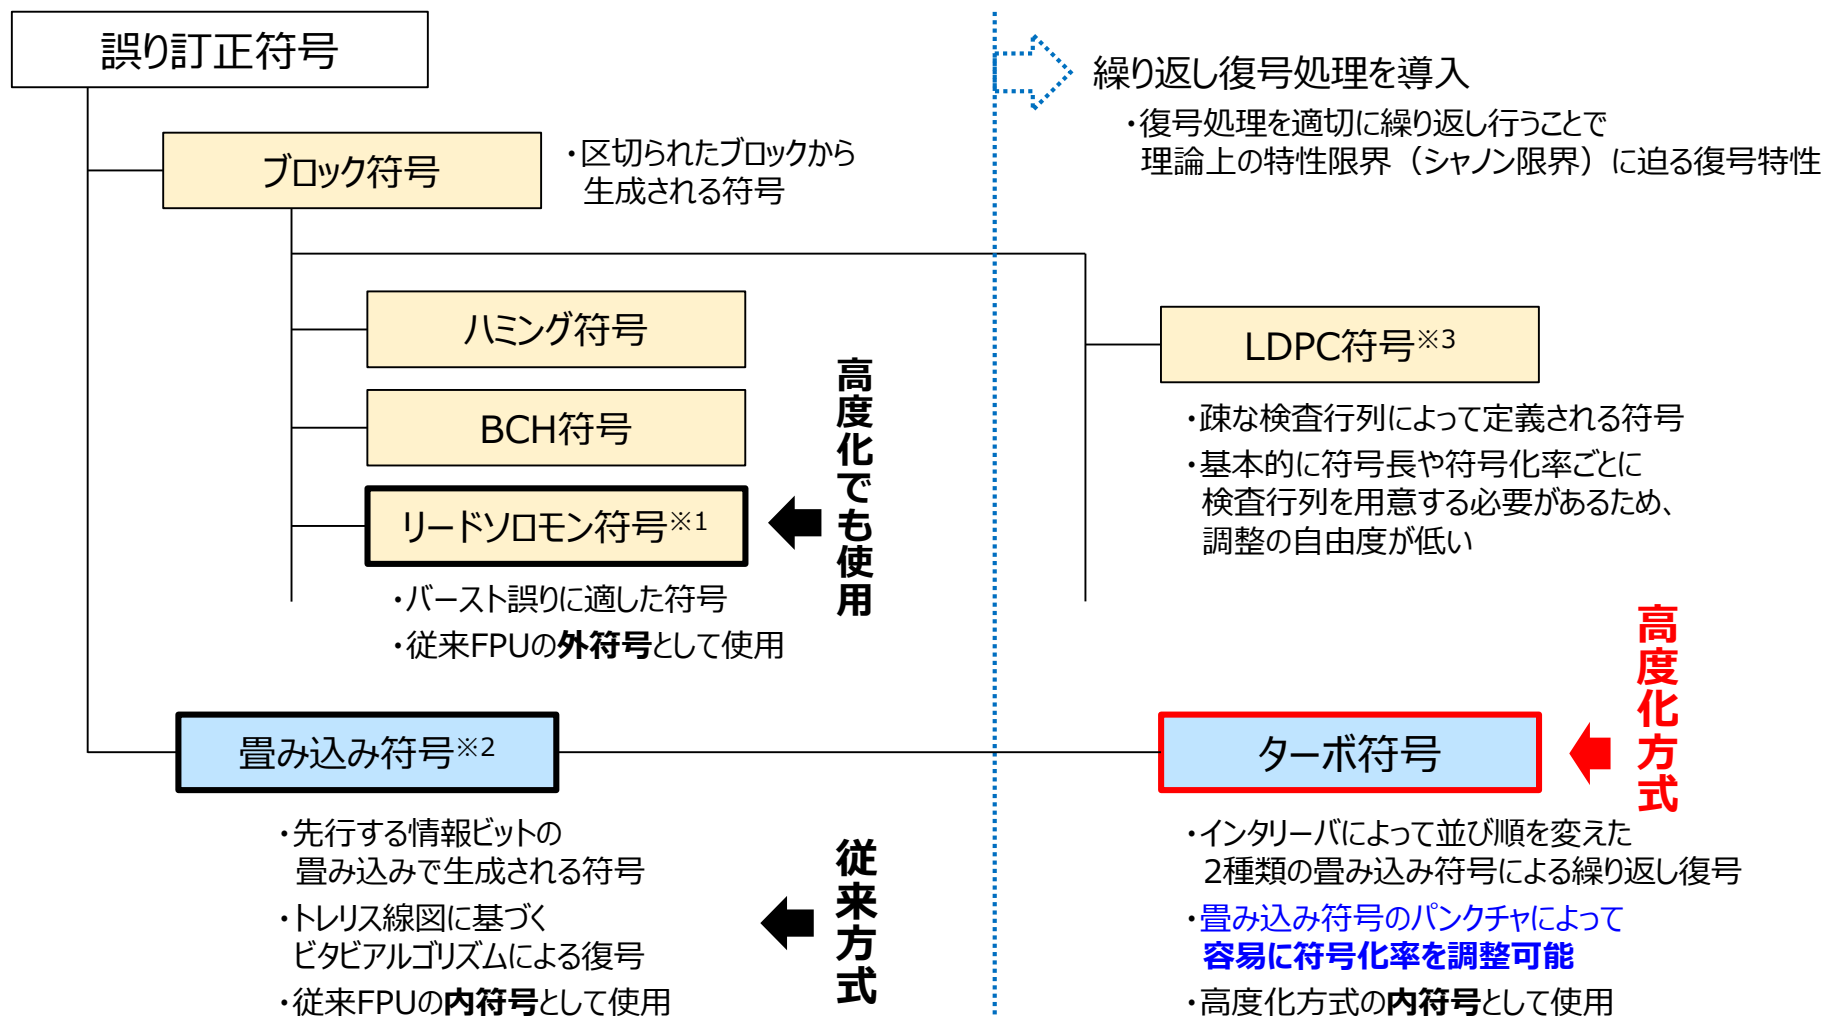 誤り訂正符号
繰り返し復号処理を導入
・復号処理を適切に繰り返し行うことで
理論上の特性限界（シャノン限界）に迫る復号特性
ブロック符号
・区切られたブロックから
生成される符号
ハミング符号
BCH符号
リードソロモン符号※1
・バースト誤りに適した符号
・従来FPUの外符号として使用
高度化でも使用
LDPC符号※3
・疎な検査行列によって定義される符号
・基本的に符号長や符号化率ごとに
検査行列を用意する必要があるため、
調整の自由度が低い
畳み込み符号※2
・先行する情報ビットの
畳み込みで生成される符号
・トレリス線図に基づく
ビタビアルゴリズムによる復号
・従来FPUの内符号として使用
従来方式
ターボ符号
高度化方式
・インタリーバによって並び順を変えた
2種類の畳み込み符号による繰り返し復号
・畳み込み符号のパンクチャによって
容易に符号化率を調整可能
・高度化方式の内符号として使用